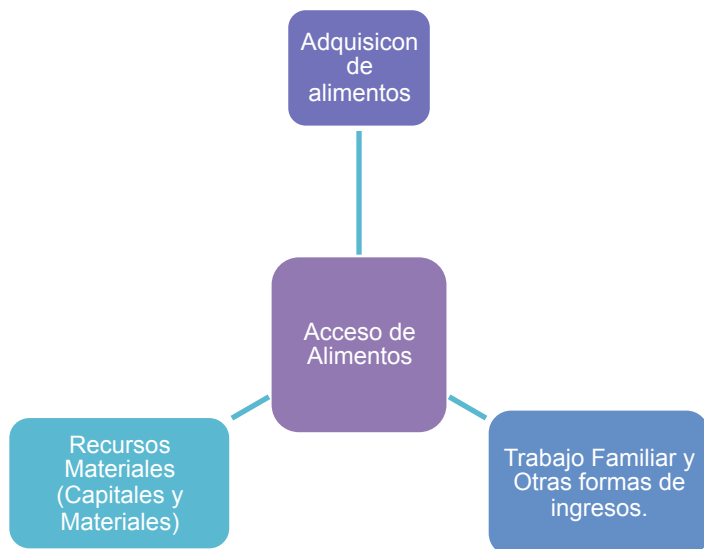 Adquisicon
de
alimentos
Acceso de
Alimentos
Recursos
Materiales
(Capitales y
Materiales)
Trabajo Familiar y
Otras formas de
ingresos.